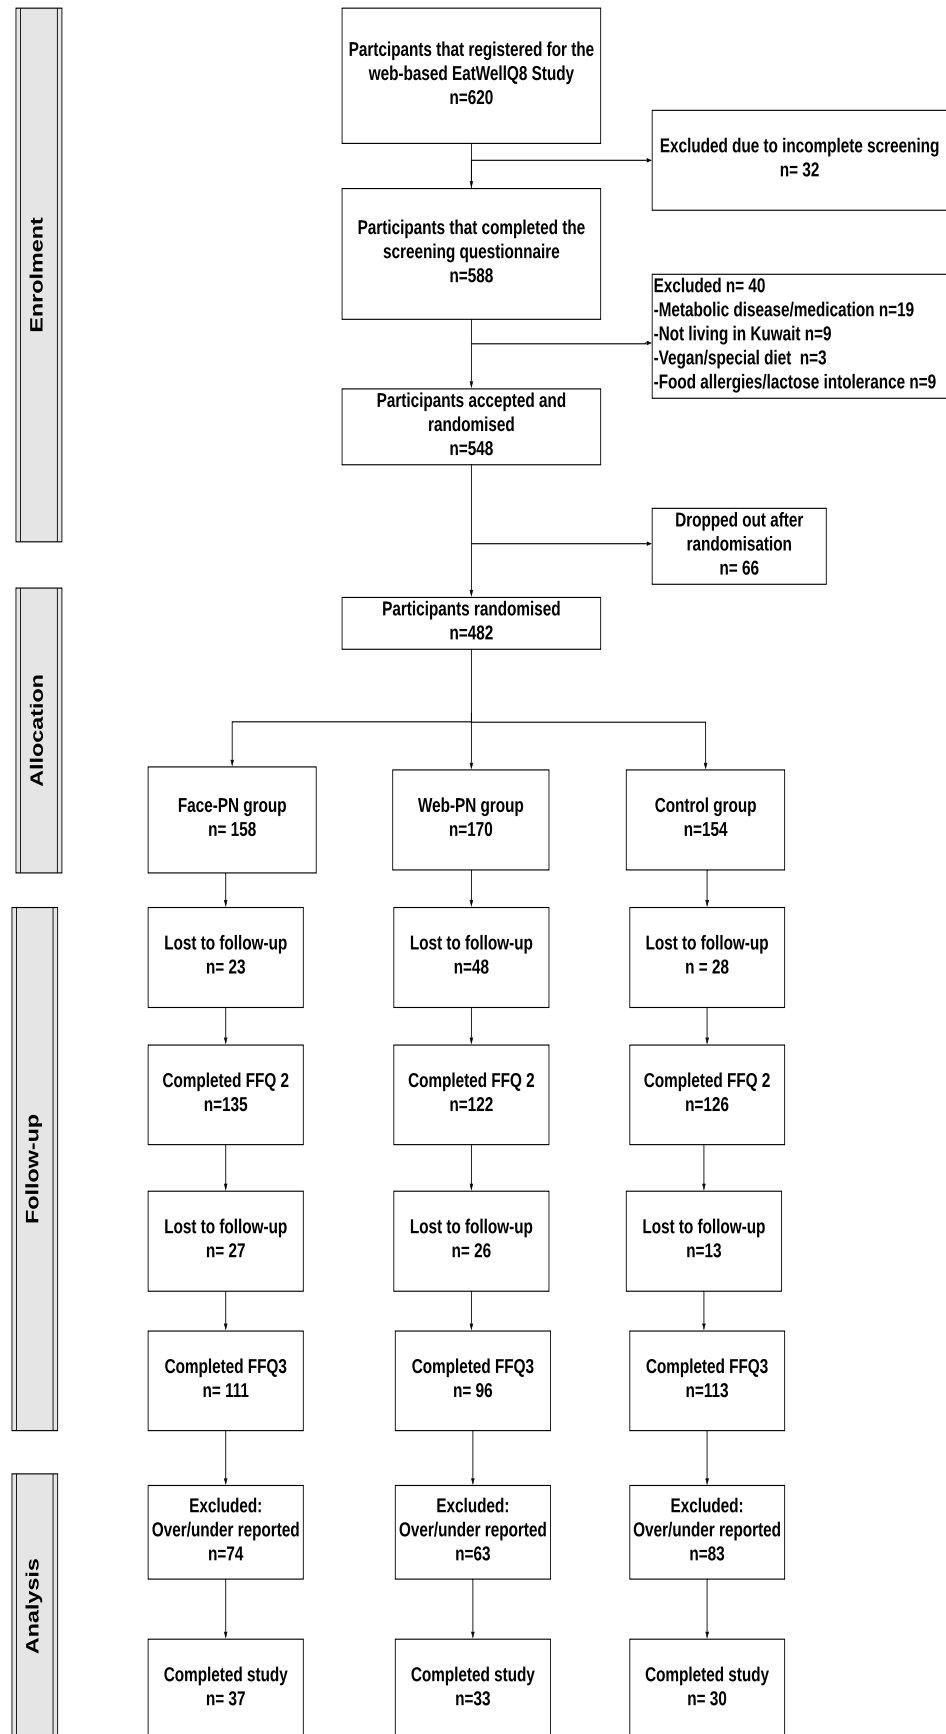 Enrolment
Partcipants that registered for the
web-based EatWellQ8 Study
n=620
Excluded due to incomplete screening
n= 32
Participants that completed the
screening questionnaire
n=588
Excluded n= 40
-Metabolic disease/medication n=19
-Not living in Kuwait n=9
-Vegan/special diet  n=3
-Food allergies/lactose intolerance n=9
Participants accepted and
randomised
n=548
Dropped out after
randomisation
n= 66
Allocation
Participants randomised
n=482
Face-PN group
n= 158
Web-PN group
n=170
Control group
n=154
Follow-up
Lost to follow-up
n= 23
Lost to follow-up
n=48
Lost to follow-up
n = 28
Completed FFQ 2
n=135
Completed FFQ 2
n=122
Completed FFQ 2
n=126
Lost to follow-up
n= 27
Lost to follow-up
n= 26
Lost to follow-up
n=13
Completed FFQ3
n= 111
Completed FFQ3
n= 96
Completed FFQ3
n=113
Analysis
Excluded:
Over/under reported
n=74
Excluded:
Over/under reported
n=63
Excluded:
Over/under reported
n=83
Completed study
n= 37
Completed study
n=33
Completed study
n= 30